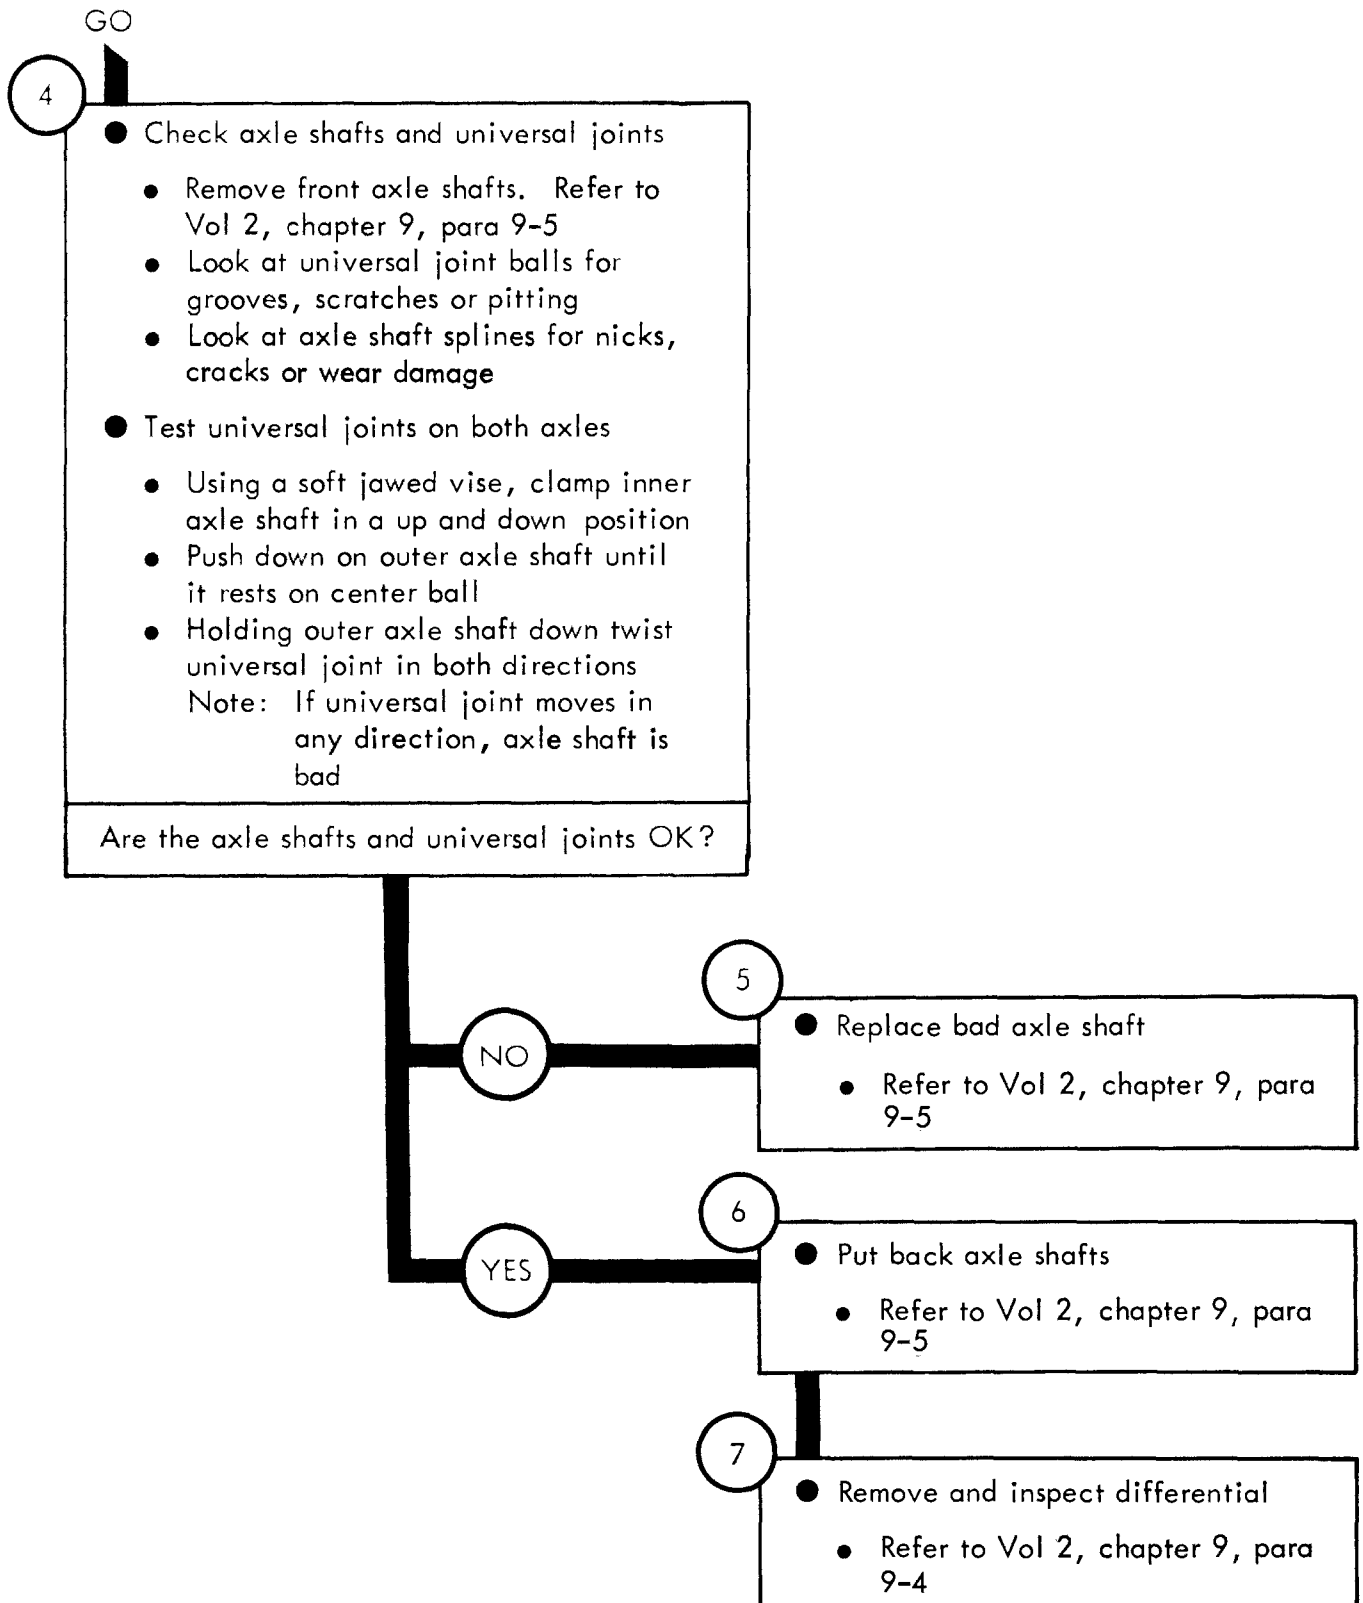 GO
4
● Check axle shafts and universal joints
● Remove front axle shafts. Refer to
Vol 2, chapter 9, para 9-5
● Look at universal joint balls for
grooves, scratches or pitting
● Look at axle shaft splines for nicks,
cracks or wear damage
● Test universal joints on both axles
● Using a soft jawed vise, clamp inner
axle shaft in a up and down position
● Push down on outer axle shaft until
it rests on center ball
● Holding outer axle shaft down twist
universal joint in both directions
Note: If universal joint moves in
any direction, axle shaft is
bad
Are the axle shafts and universal joints OK?
NO
5
● Replace bad axle shaft
● Refer to Vol 2, chapter 9, para
9-5
YES
6
● Put back axle shafts
● Refer to Vol 2, chapter 9, para
9-5
7
● Remove and inspect differential
● Refer to Vol 2, chapter 9, para
9-4